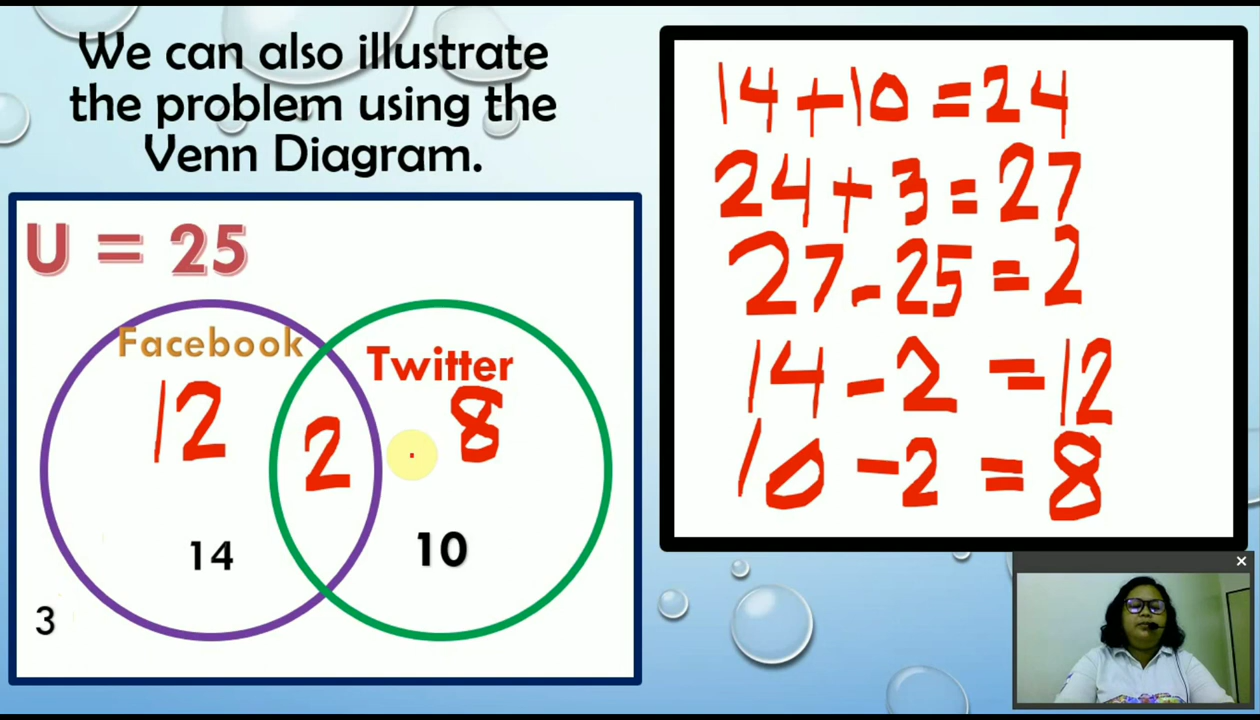 We can also illustrate
the problem using the
Venn Diagram.
U = 25
Facebook
Twitter
12
2
8
14
10
3
14+10=24
24+3=27
27-25=2
14-2=12
10-2=8